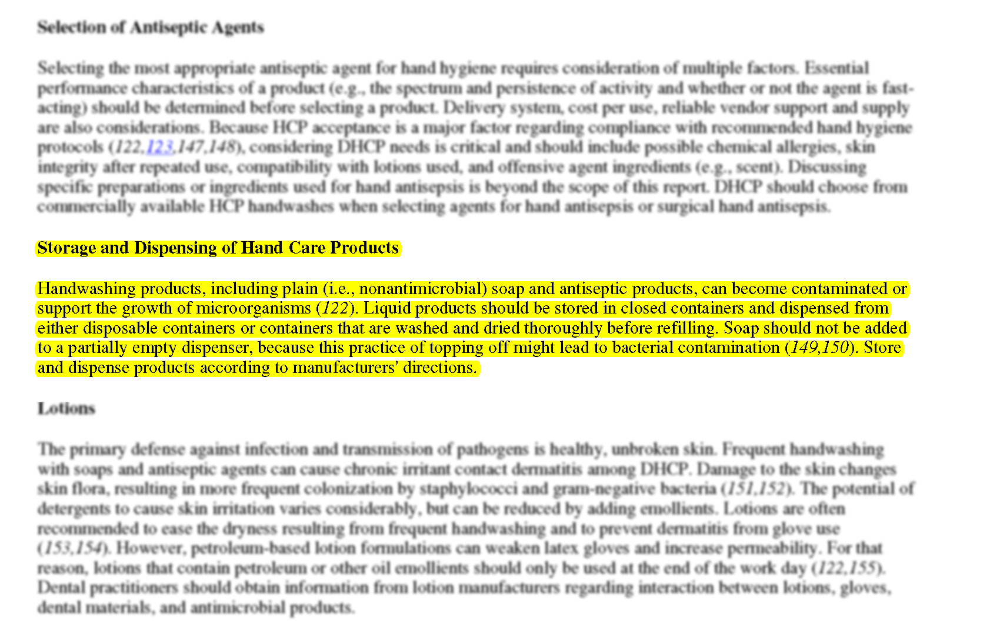 Selection of Antiseptic Agents
Selecting the most appropriate antiseptic agent for hand hygiene requires consideration of multiple factors. Essential
performance characteristics of a product (e.g., the spectrum and persistence of activity and whether or not the agent is fast-
acting) should be determined before selecting a product. Delivery system, cost per use, reliable vendor support and supply
are also considerations. Because HCP acceptance is a major factor regarding compliance with recommended hand hygiene
protocols (122,123,147,148), considering DHCP needs is critical and should include possible chemical allergies, skin
integrity after repeated use, compatibility with lotions used, and offensive agent ingredients (e.g., scent). Discussing
specific preparations or ingredients used for hand antisepsis is beyond the scope of this report. DHCP should choose from
commercially available HCP handwashes when selecting agents for hand antisepsis or surgical hand antisepsis.
Storage and Dispensing of Hand Care Products
Handwashing products, including plain (i.e., nonantimicrobial) soap and antiseptic products, can become contaminated or
support the growth of microorganisms (122). Liquid products should be stored in closed containers and dispensed from
either disposable containers or containers that are washed and dried thoroughly before refilling. Soap should not be added
to a partially empty dispenser, because this practice of topping off might lead to bacterial contamination (149,150). Store
and dispense products according to manufacturers' directions.
Lotions
The primary defense against infection and transmission of pathogens is healthy, unbroken skin. Frequent handwashing
with soaps and antiseptic agents can cause chronic irritant contact dermatitis among DHCP. Damage to the skin changes
skin flora, resulting in more frequent colonization by staphylococci and gram-negative bacteria (151,152). The potential of
detergents to cause skin irritation varies considerably, but can be reduced by adding emollients. Lotions are often
recommended to ease the dryness resulting from frequent handwashing and to prevent dermatitis from glove use
(153,154). However, petroleum-based lotion formulations can weaken latex gloves and increase permeability. For that
reason, lotions that contain petroleum or other oil emollients should only be used at the end of the work day (122,155).
Dental practitioners should obtain information from lotion manufacturers regarding interaction between lotions, gloves,
dental materials, and antimicrobial products.